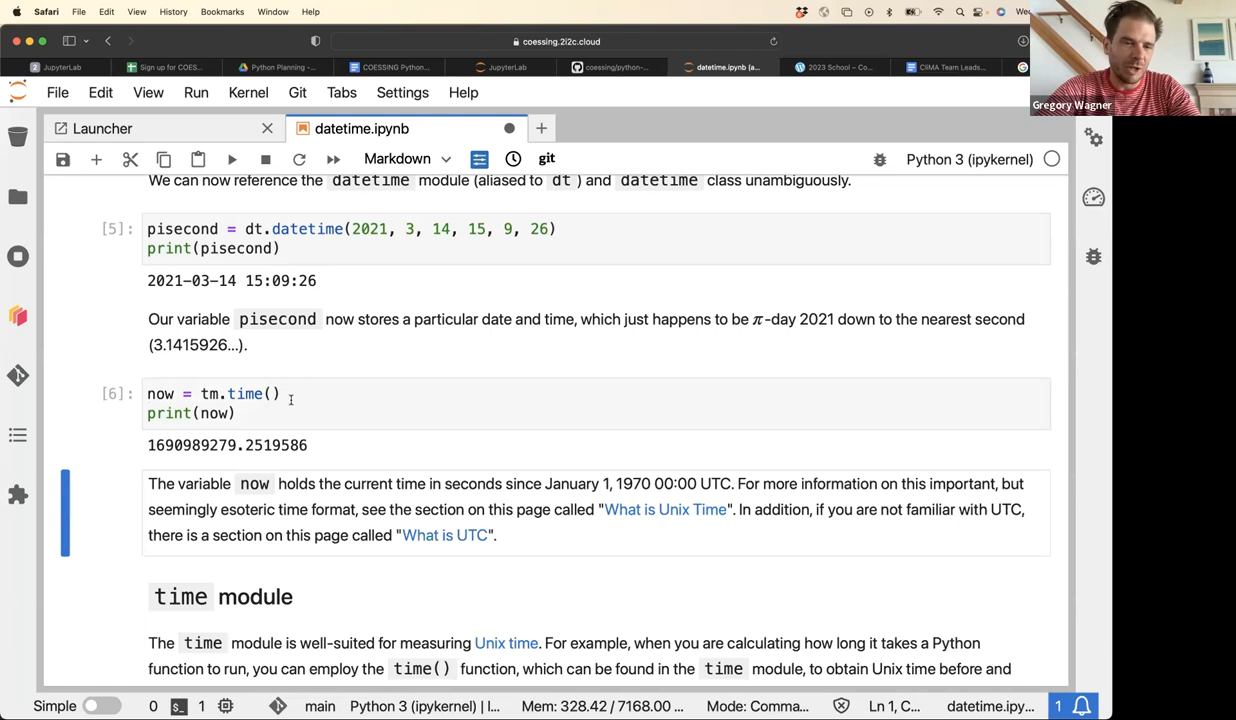 Safari File Edit View History Bookmarks Window Help
coessing.2i2c.cloud
JupyterLab Sign up for COES... Python Planning -... COESSING Python... JupyterLab coessing/python-... datetime.ipynb (a... 2023 School – Co... CliMA Team Leads...
Gregory Wagner
File Edit View Run Kernel Git Tabs Settings Help
Launcher datetime.ipynb
Markdown git Python 3 (ipykernel)
We can now reference the datetime module (aliased to dt ) and datetime class unambiguously.
[5]: pisecond = dt.datetime(2021, 3, 14, 15, 9, 26)
print(pisecond)
2021-03-14 15:09:26
Our variable pisecond now stores a particular date and time, which just happens to be π-day 2021 down to the nearest second
(3.1415926...).
[6]: now = tm.time()
print(now)
1690989279.2519586
The variable now holds the current time in seconds since January 1, 1970 00:00 UTC. For more information on this important, but
seemingly esoteric time format, see the section on this page called "What is Unix Time". In addition, if you are not familiar with UTC,
there is a section on this page called "What is UTC".
time module
The time module is well-suited for measuring Unix time. For example, when you are calculating how long it takes a Python
function to run, you can employ the time() function, which can be found in the time module, to obtain Unix time before and
Simple 0 1 main Python 3 (ipykernel) | I... Mem: 328.42 / 7168.00 ... Mode: Comma... Ln 1, C... datetime.ipy... 1